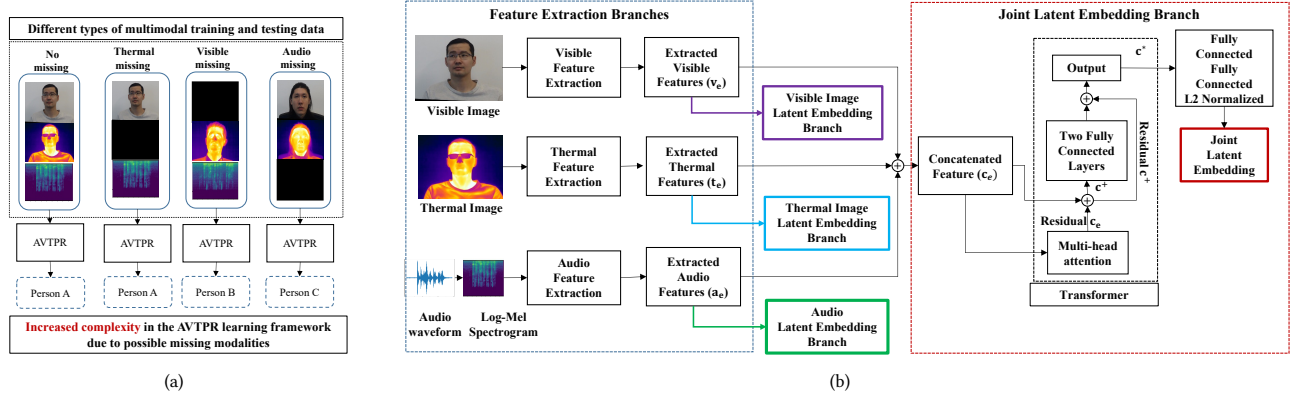 Different types of multimodal training and testing data
No
missing
Thermal
missing
Visible
missing
Audio
missing
AVTPR
AVTPR
AVTPR
AVTPR
Person A
Person A
Person B
Person C
Increased complexity in the AVTPR learning framework
due to possible missing modalities
(a)
Feature Extraction Branches
Visible Image
Visible
Feature
Extraction
Extracted
Visible
Features (vₑ)
Visible Image
Latent Embedding
Branch
Thermal Image
Thermal
Feature
Extraction
Extracted
Thermal
Features (tₑ)
Thermal Image
Latent Embedding
Branch
Audio
waveform
Log-Mel
Spectrogram
Audio
Feature
Extraction
Extracted
Audio
Features (aₑ)
Audio
Latent Embedding
Branch
Joint Latent Embedding Branch
Concatenated
Feature (cₑ)
Output
c*
Two Fully
Connected
Layers
Residual c⁺
c⁺
Residual cₑ
Multi-head
attention
Transformer
Fully
Connected
Fully
Connected
L2 Normalized
Joint
Latent
Embedding
(b)